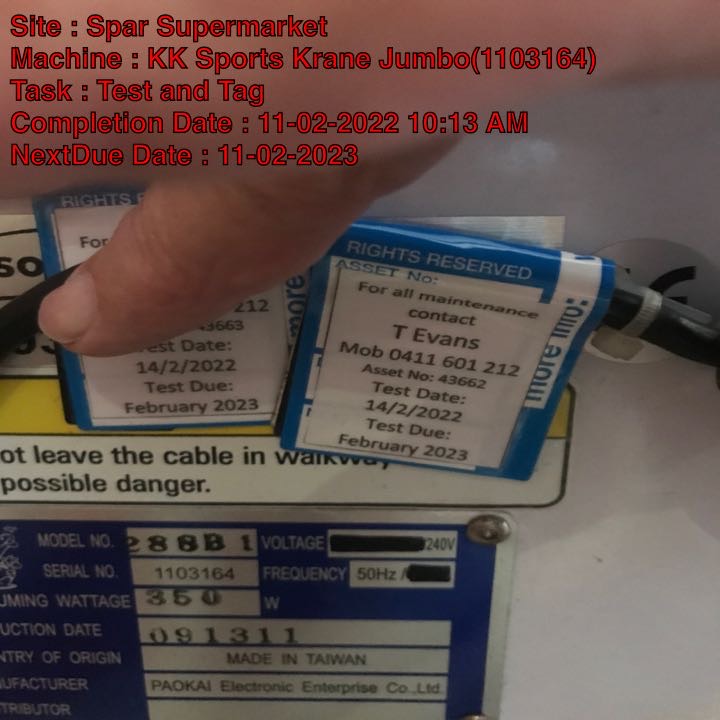 Site : Spar Supermarket
Machine : KK Sports Krane Jumbo(1103164)
Task : Test and Tag
Completion Date : 11-02-2022 10:13 AM
NextDue Date : 11-02-2023
RIGHTS
For
212
43663
Test Date:
14/2/2022
Test Due:
February 2023
more
RIGHTS RESERVED
ASSET No:
For all maintenance
contact
T Evans
Mob 0411 601 212
Asset No: 43662
Test Date:
14/2/2022
Test Due:
February 2023
more info:
ot leave the cable in walkway
possible danger.
MODEL NO. 288B1 VOLTAGE /240V
SERIAL NO. 1103164 FREQUENCY 50Hz /
UMING WATTAGE 350 W
UCTION DATE 091311
NTRY OF ORIGIN MADE IN TAIWAN
UFACTURER PAOKAI Electronic Enterprise Co.,Ltd.
TRIBUTOR